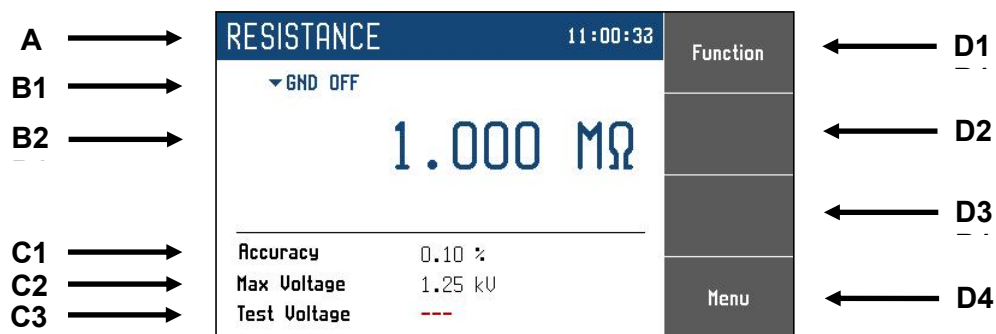 A RESISTANCE 11:00:33 Function D1
B1 GND OFF
B2 1.000 MΩ D2
D3
C1 Accuracy 0.10 %
C2 Max Voltage 1.25 kV Menu D4
C3 Test Voltage ---